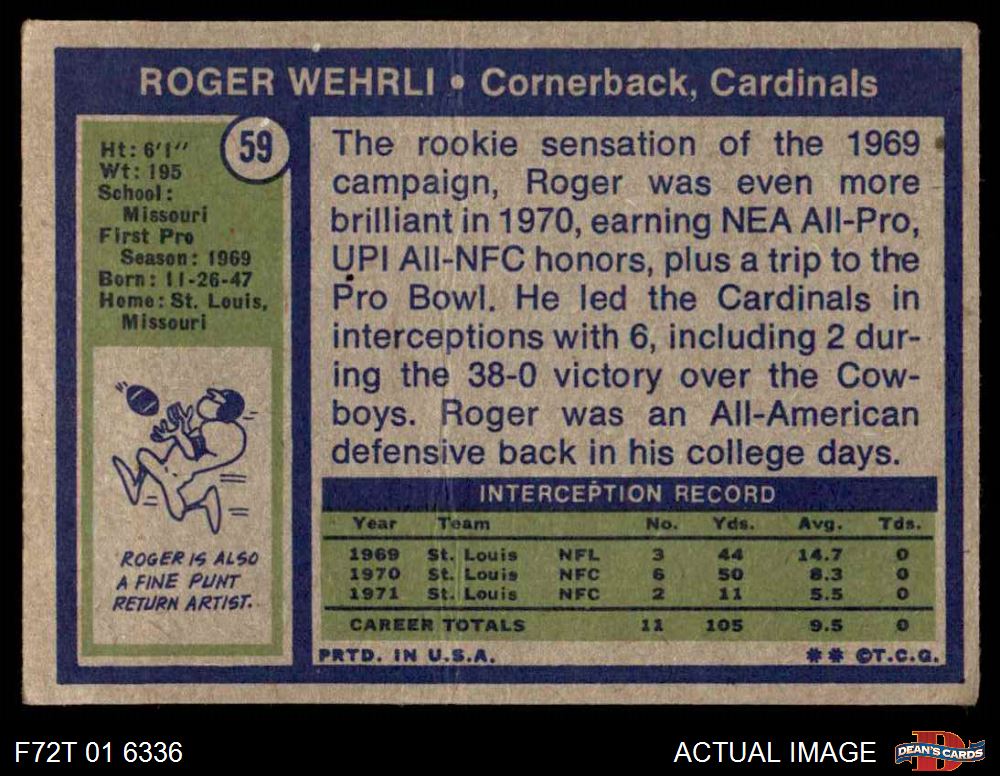 ROGER WEHRLI • Cornerback, Cardinals
59
Ht: 6'1"
Wt: 195
School:
Missouri
First Pro
Season: 1969
Born: 11-26-47
Home: St. Louis,
Missouri
ROGER IS ALSO
A FINE PUNT
RETURN ARTIST.
The rookie sensation of the 1969
campaign, Roger was even more
brilliant in 1970, earning NEA All-Pro,
UPI All-NFC honors, plus a trip to the
Pro Bowl. He led the Cardinals in
interceptions with 6, including 2 dur-
ing the 38-0 victory over the Cow-
boys. Roger was an All-American
defensive back in his college days.
INTERCEPTION RECORD
Year Team No. Yds. Avg. Tds.
1969 St. Louis NFL 3 44 14.7 0
1970 St. Louis NFC 6 50 8.3 0
1971 St. Louis NFC 2 11 5.5 0
CAREER TOTALS 11 105 9.5 0
PRTD. IN U.S.A. ** ©T.C.G.
F72T 01 6336 ACTUAL IMAGE DEAN'S CARDS